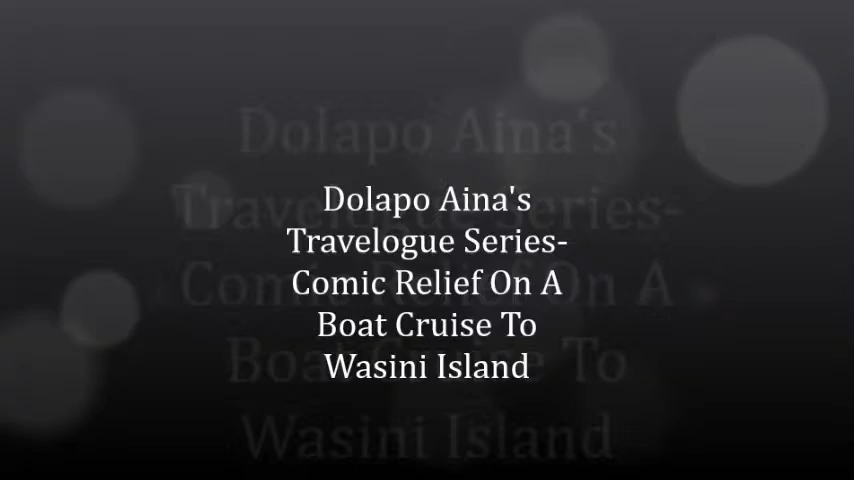 Dolapo Aina's
Travelogue Series-
Comic Relief On A
Boat Cruise To
Wasini Island